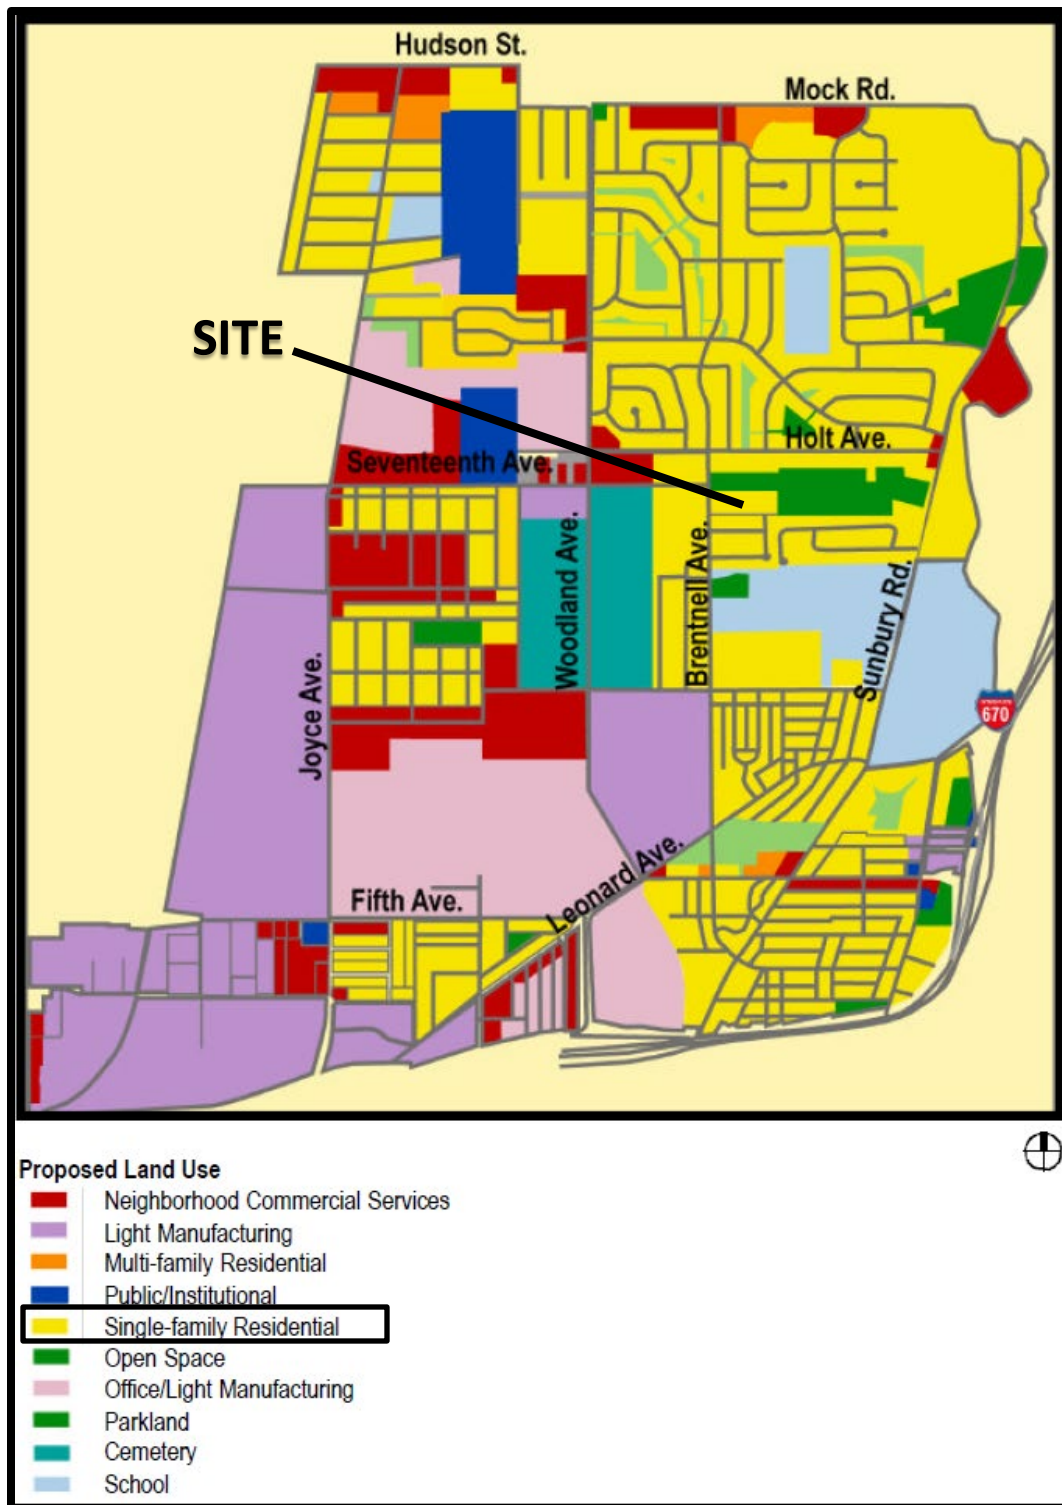 Hudson St.
Mock Rd.
SITE
Holt Ave.
Seventeenth Ave.
Woodland Ave.
Brentnell Ave.
Sunbury Rd.
Joyce Ave.
670
Fifth Ave.
Leonard Ave.
Proposed Land Use
Neighborhood Commercial Services
Light Manufacturing
Multi-family Residential
Public/Institutional
Single-family Residential
Open Space
Office/Light Manufacturing
Parkland
Cemetery
School